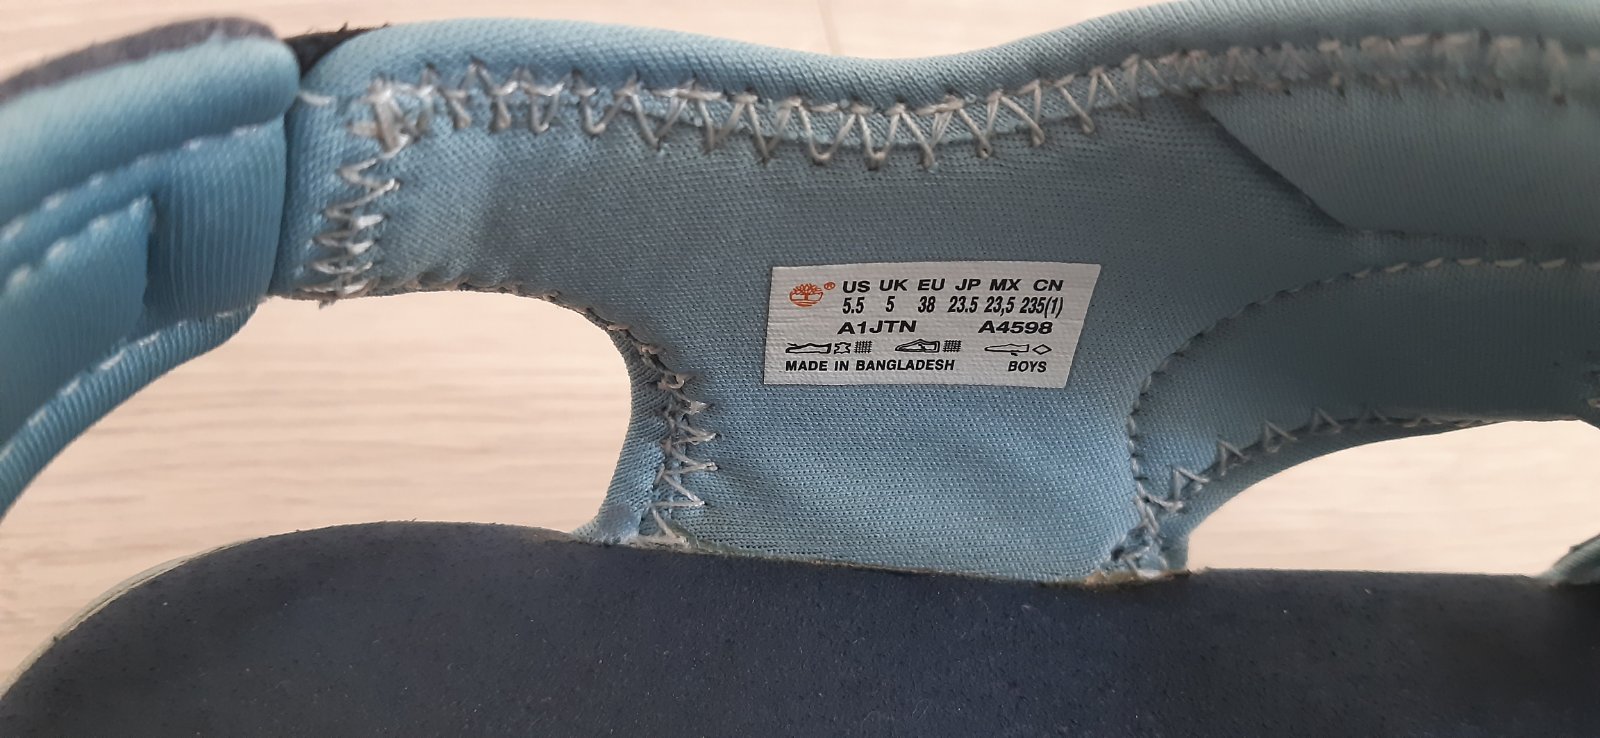 ® US UK EU JP MX CN
5.5 5 38 23.5 23,5 235(1)
A1JTN A4598
MADE IN BANGLADESH BOYS